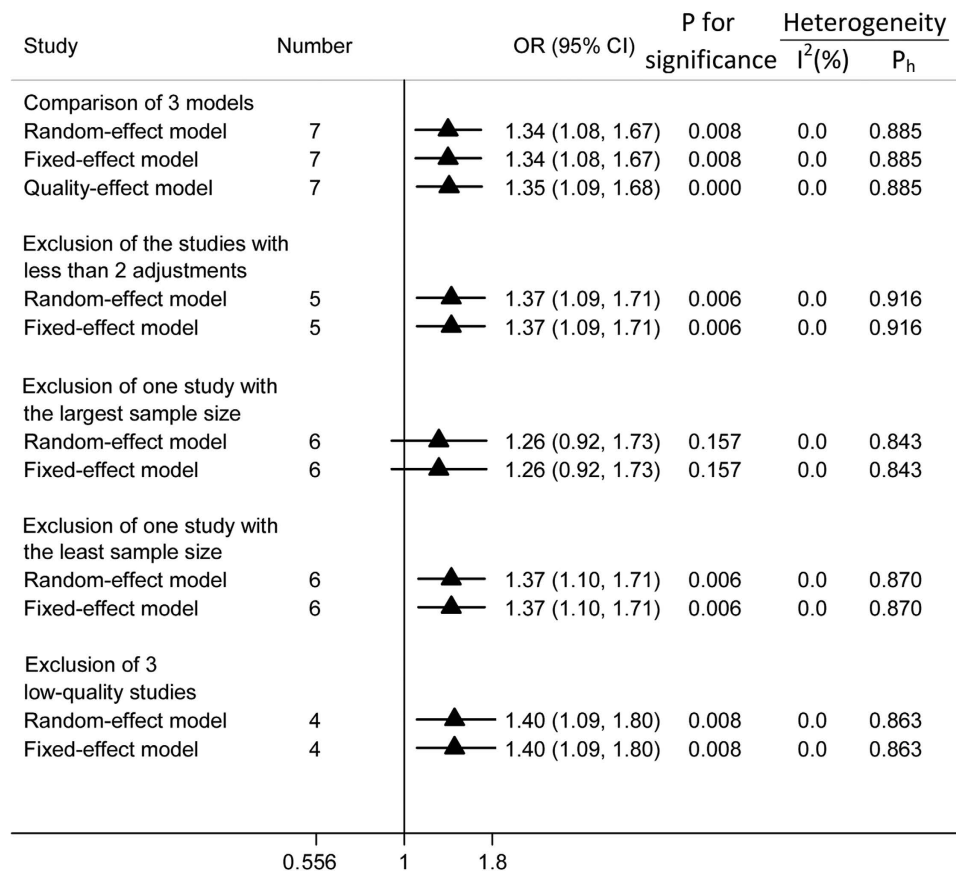 Study Number OR (95% CI) P for significance Heterogeneity I²(%) Pₕ
Comparison of 3 models
Random-effect model 7 1.34 (1.08, 1.67) 0.008 0.0 0.885
Fixed-effect model 7 1.34 (1.08, 1.67) 0.008 0.0 0.885
Quality-effect model 7 1.35 (1.09, 1.68) 0.000 0.0 0.885
Exclusion of the studies with
less than 2 adjustments
Random-effect model 5 1.37 (1.09, 1.71) 0.006 0.0 0.916
Fixed-effect model 5 1.37 (1.09, 1.71) 0.006 0.0 0.916
Exclusion of one study with
the largest sample size
Random-effect model 6 1.26 (0.92, 1.73) 0.157 0.0 0.843
Fixed-effect model 6 1.26 (0.92, 1.73) 0.157 0.0 0.843
Exclusion of one study with
the least sample size
Random-effect model 6 1.37 (1.10, 1.71) 0.006 0.0 0.870
Fixed-effect model 6 1.37 (1.10, 1.71) 0.006 0.0 0.870
Exclusion of 3
low-quality studies
Random-effect model 4 1.40 (1.09, 1.80) 0.008 0.0 0.863
Fixed-effect model 4 1.40 (1.09, 1.80) 0.008 0.0 0.863
0.556 1 1.8